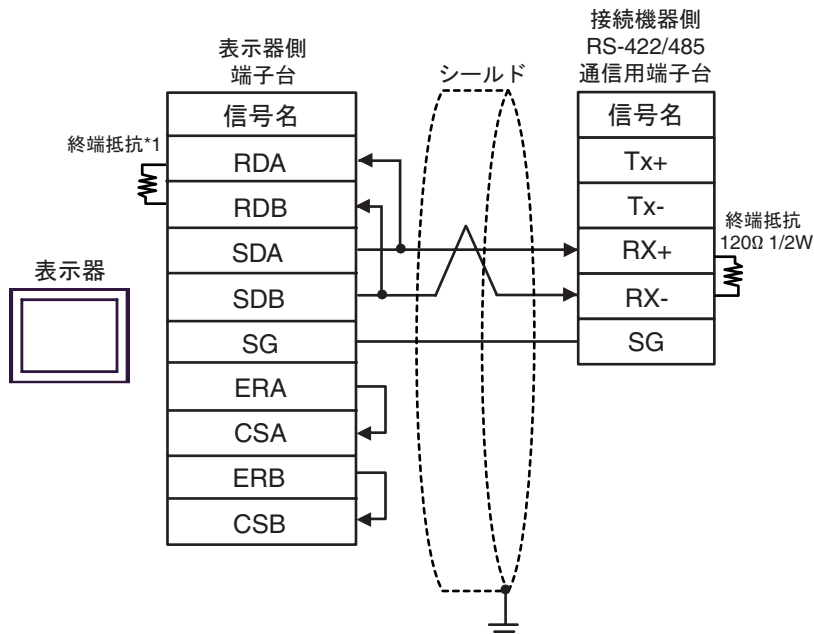 表示器側
端子台
信号名
RDA
RDB
SDA
SDB
SG
ERA
CSA
ERB
CSB
終端抵抗*1
表示器
シールド
接続機器側
RS-422/485
通信用端子台
信号名
Tx+
Tx-
RX+
RX-
SG
終端抵抗
120Ω 1/2W